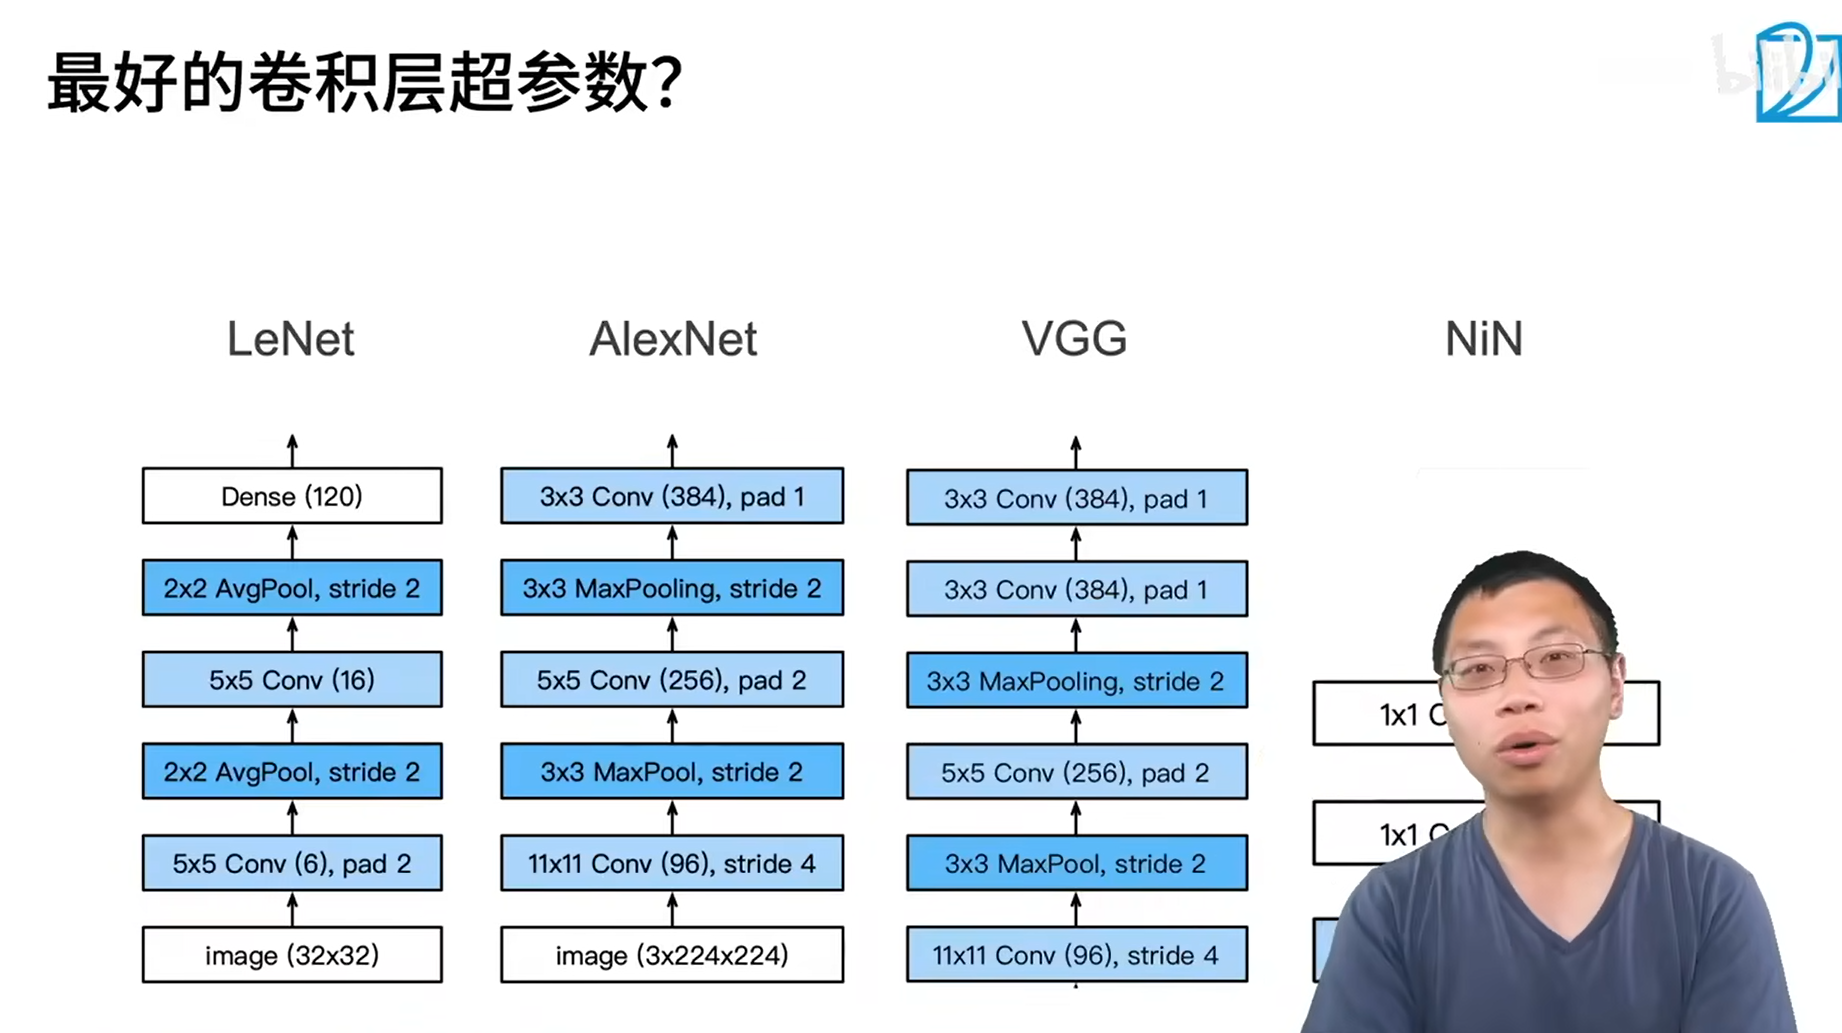 最好的卷积层超参数?
bilibili
LeNet
AlexNet
VGG
NiN
Dense (120)
2x2 AvgPool, stride 2
5x5 Conv (16)
2x2 AvgPool, stride 2
5x5 Conv (6), pad 2
image (32x32)
3x3 Conv (384), pad 1
3x3 MaxPooling, stride 2
5x5 Conv (256), pad 2
3x3 MaxPool, stride 2
11x11 Conv (96), stride 4
image (3x224x224)
3x3 Conv (384), pad 1
3x3 Conv (384), pad 1
3x3 MaxPooling, stride 2
5x5 Conv (256), pad 2
3x3 MaxPool, stride 2
11x11 Conv (96), stride 4
1x1 C
1x1 C